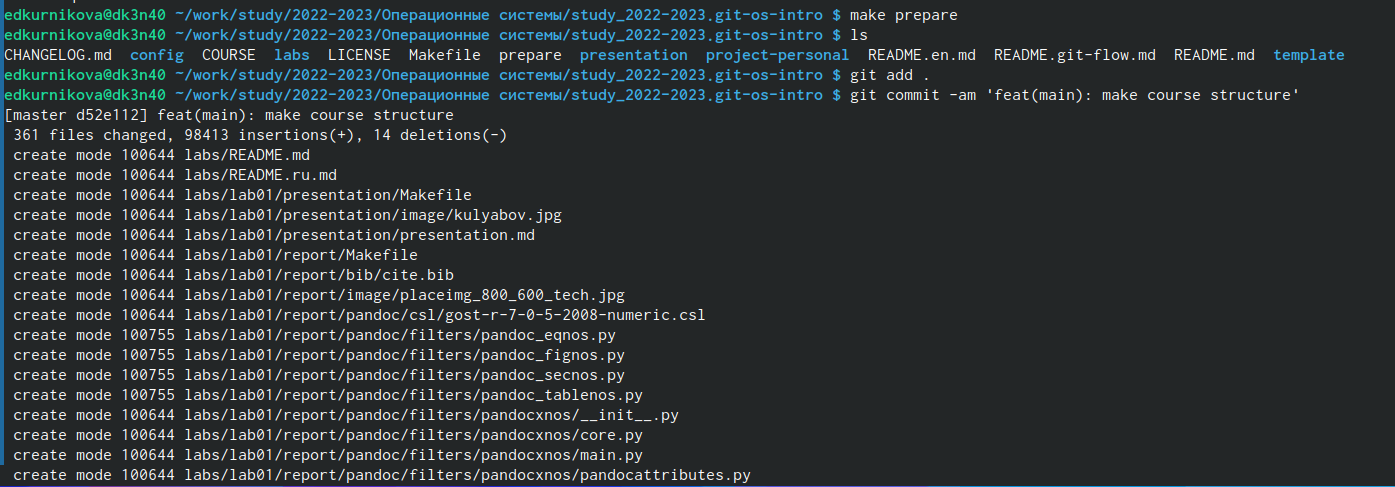 edkurnikova@dk3n40 ~/work/study/2022-2023/Операционные системы/study_2022-2023.git-os-intro $ make prepare
edkurnikova@dk3n40 ~/work/study/2022-2023/Операционные системы/study_2022-2023.git-os-intro $ ls
CHANGELOG.md  config  COURSE  labs  LICENSE  Makefile  prepare  presentation  project-personal  README.en.md  README.git-flow.md  README.md  template
edkurnikova@dk3n40 ~/work/study/2022-2023/Операционные системы/study_2022-2023.git-os-intro $ git add .
edkurnikova@dk3n40 ~/work/study/2022-2023/Операционные системы/study_2022-2023.git-os-intro $ git commit -am 'feat(main): make course structure'
[master d52e112] feat(main): make course structure
 361 files changed, 98413 insertions(+), 14 deletions(-)
 create mode 100644 labs/README.md
 create mode 100644 labs/README.ru.md
 create mode 100644 labs/lab01/presentation/Makefile
 create mode 100644 labs/lab01/presentation/image/kulyabov.jpg
 create mode 100644 labs/lab01/presentation/presentation.md
 create mode 100644 labs/lab01/report/Makefile
 create mode 100644 labs/lab01/report/bib/cite.bib
 create mode 100644 labs/lab01/report/image/placeimg_800_600_tech.jpg
 create mode 100644 labs/lab01/report/pandoc/csl/gost-r-7-0-5-2008-numeric.csl
 create mode 100755 labs/lab01/report/pandoc/filters/pandoc_eqnos.py
 create mode 100755 labs/lab01/report/pandoc/filters/pandoc_fignos.py
 create mode 100755 labs/lab01/report/pandoc/filters/pandoc_secnos.py
 create mode 100755 labs/lab01/report/pandoc/filters/pandoc_tablenos.py
 create mode 100644 labs/lab01/report/pandoc/filters/pandocxnos/__init__.py
 create mode 100644 labs/lab01/report/pandoc/filters/pandocxnos/core.py
 create mode 100644 labs/lab01/report/pandoc/filters/pandocxnos/main.py
 create mode 100644 labs/lab01/report/pandoc/filters/pandocxnos/pandocattributes.py